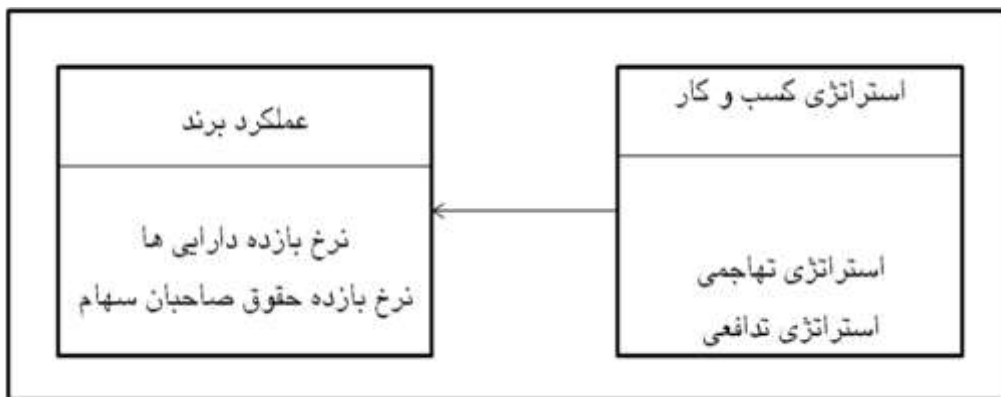 استراتژی کسب و کار
استراتژی تهاجمی
استراتژی تدافعی
عملکرد برند
نرخ بازده دارایی ها
نرخ بازده حقوق صاحبان سهام